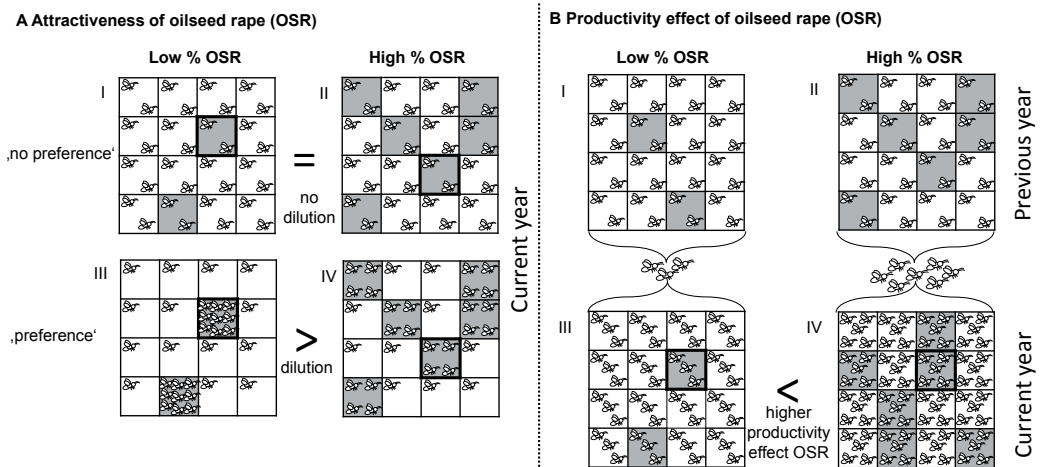 A Attractiveness of oilseed rape (OSR)
Low % OSR
High % OSR
I
II
‚no preference‘
=
no
dilution
III
IV
‚preference‘
>
dilution
Current year
B Productivity effect of oilseed rape (OSR)
Low % OSR
High % OSR
I
II
Previous year
III
IV
<
higher
productivity
effect OSR
Current year